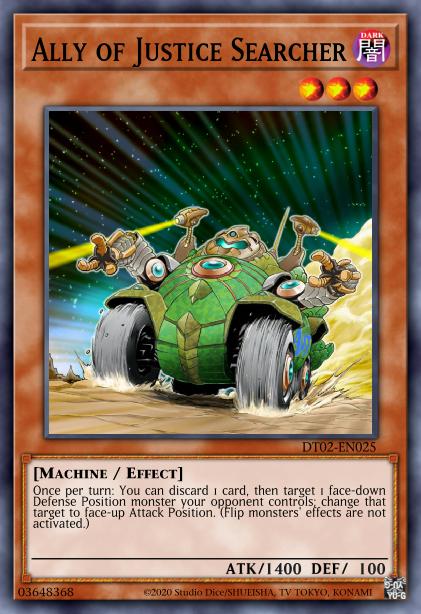 ALLY OF JUSTICE SEARCHER
DARK
闇
DT02-EN025
[MACHINE / EFFECT]
Once per turn: You can discard 1 card, then target 1 face-down
Defense Position monster your opponent controls; change that
target to face-up Attack Position. (Flip monsters' effects are not
activated.)
ATK/1400 DEF/ 100
03648368
©2020 Studio Dice/SHUEISHA, TV TOKYO, KONAMI